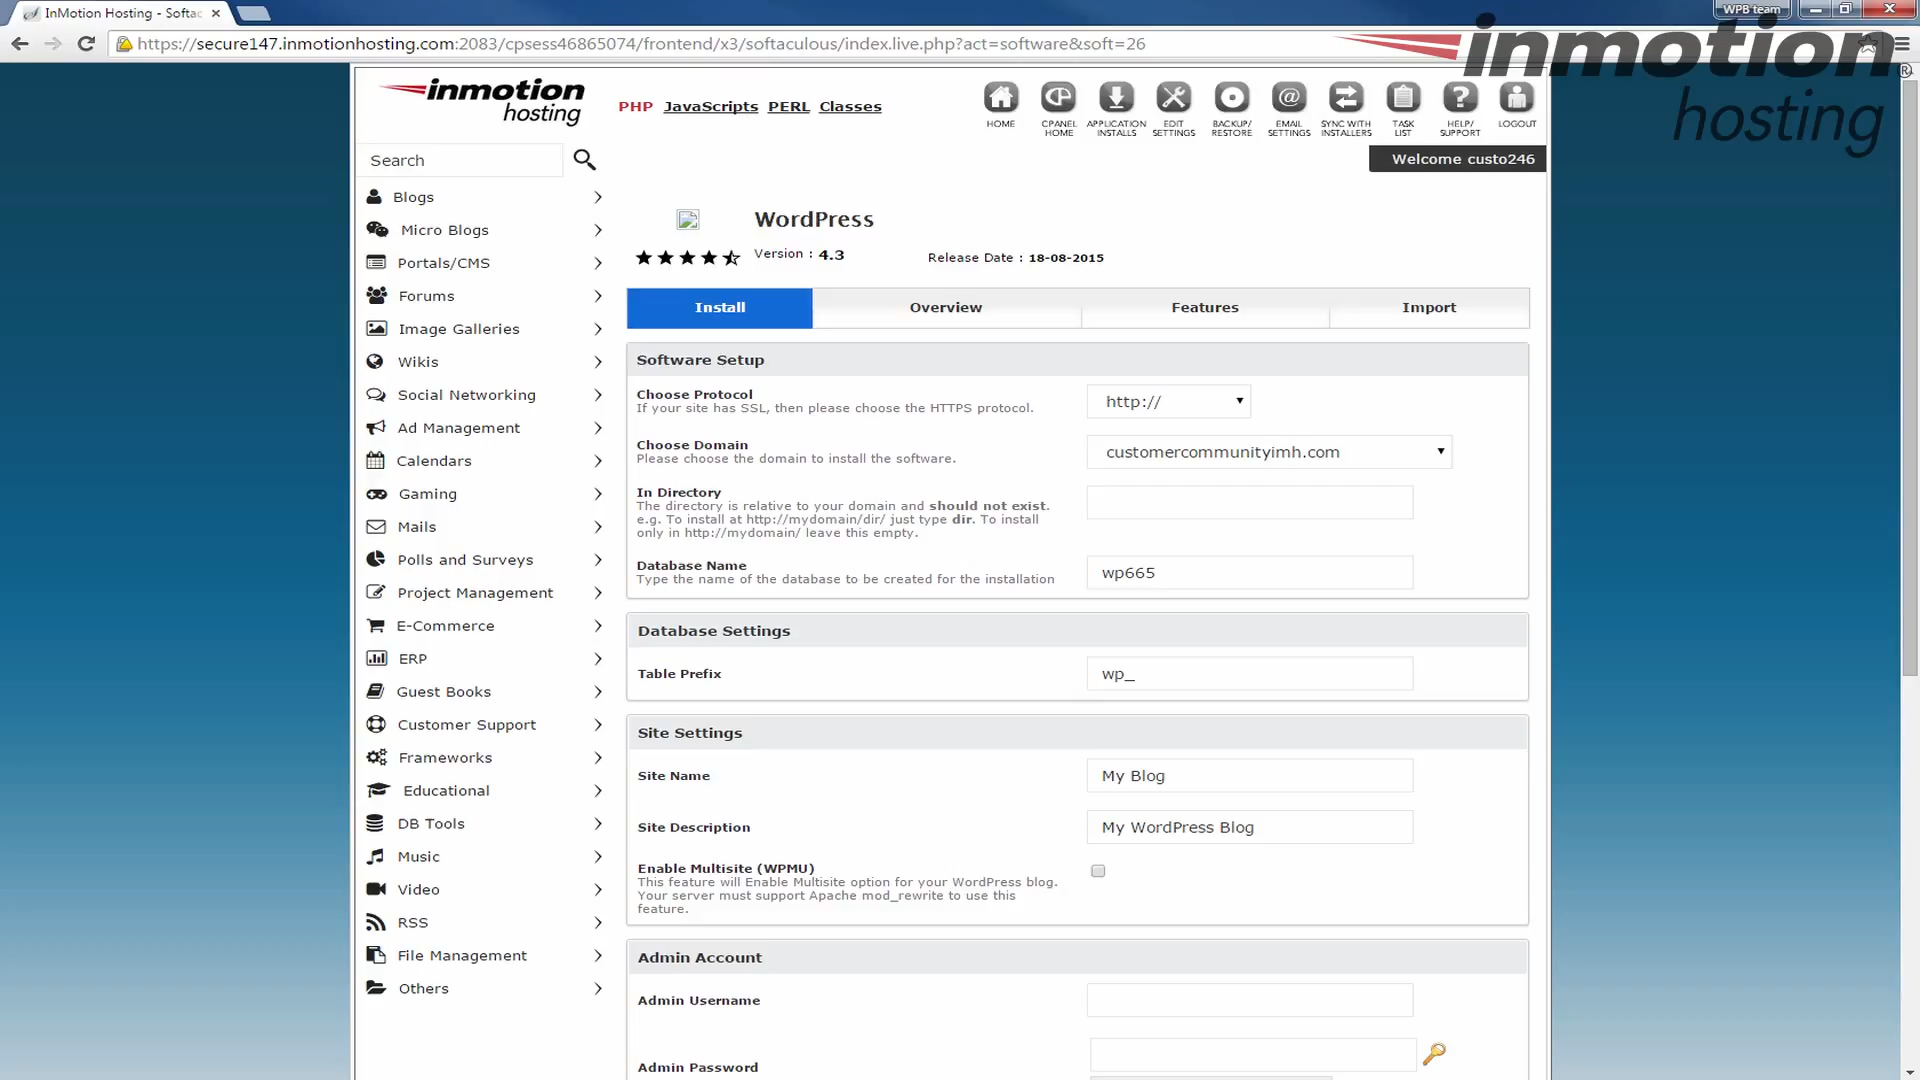 InMotion Hosting - Softac
WPB team
https://secure147.inmotionhosting.com:2083/cpsess46865074/frontend/x3/softaculous/index.live.php?act=software&soft=26
inmotion
hosting
®
inmotion
hosting
PHP JavaScripts PERL Classes
HOME
CPANEL HOME
APPLICATION INSTALLS
EDIT SETTINGS
BACKUP/ RESTORE
EMAIL SETTINGS
SYNC WITH INSTALLERS
TASK LIST
HELP/ SUPPORT
LOGOUT
Welcome custo246
Search
Blogs
Micro Blogs
Portals/CMS
Forums
Image Galleries
Wikis
Social Networking
Ad Management
Calendars
Gaming
Mails
Polls and Surveys
Project Management
E-Commerce
ERP
Guest Books
Customer Support
Frameworks
Educational
DB Tools
Music
Video
RSS
File Management
Others
WordPress
Version : 4.3
Release Date : 18-08-2015
Install
Overview
Features
Import
Software Setup
Choose Protocol
If your site has SSL, then please choose the HTTPS protocol.
http://
Choose Domain
Please choose the domain to install the software.
customercommunityimh.com
In Directory
The directory is relative to your domain and should not exist.
e.g. To install at http://mydomain/dir/ just type dir. To install
only in http://mydomain/ leave this empty.
Database Name
Type the name of the database to be created for the installation
wp665
Database Settings
Table Prefix
wp_
Site Settings
Site Name
My Blog
Site Description
My WordPress Blog
Enable Multisite (WPMU)
This feature will Enable Multisite option for your WordPress blog.
Your server must support Apache mod_rewrite to use this
feature.
Admin Account
Admin Username
Admin Password